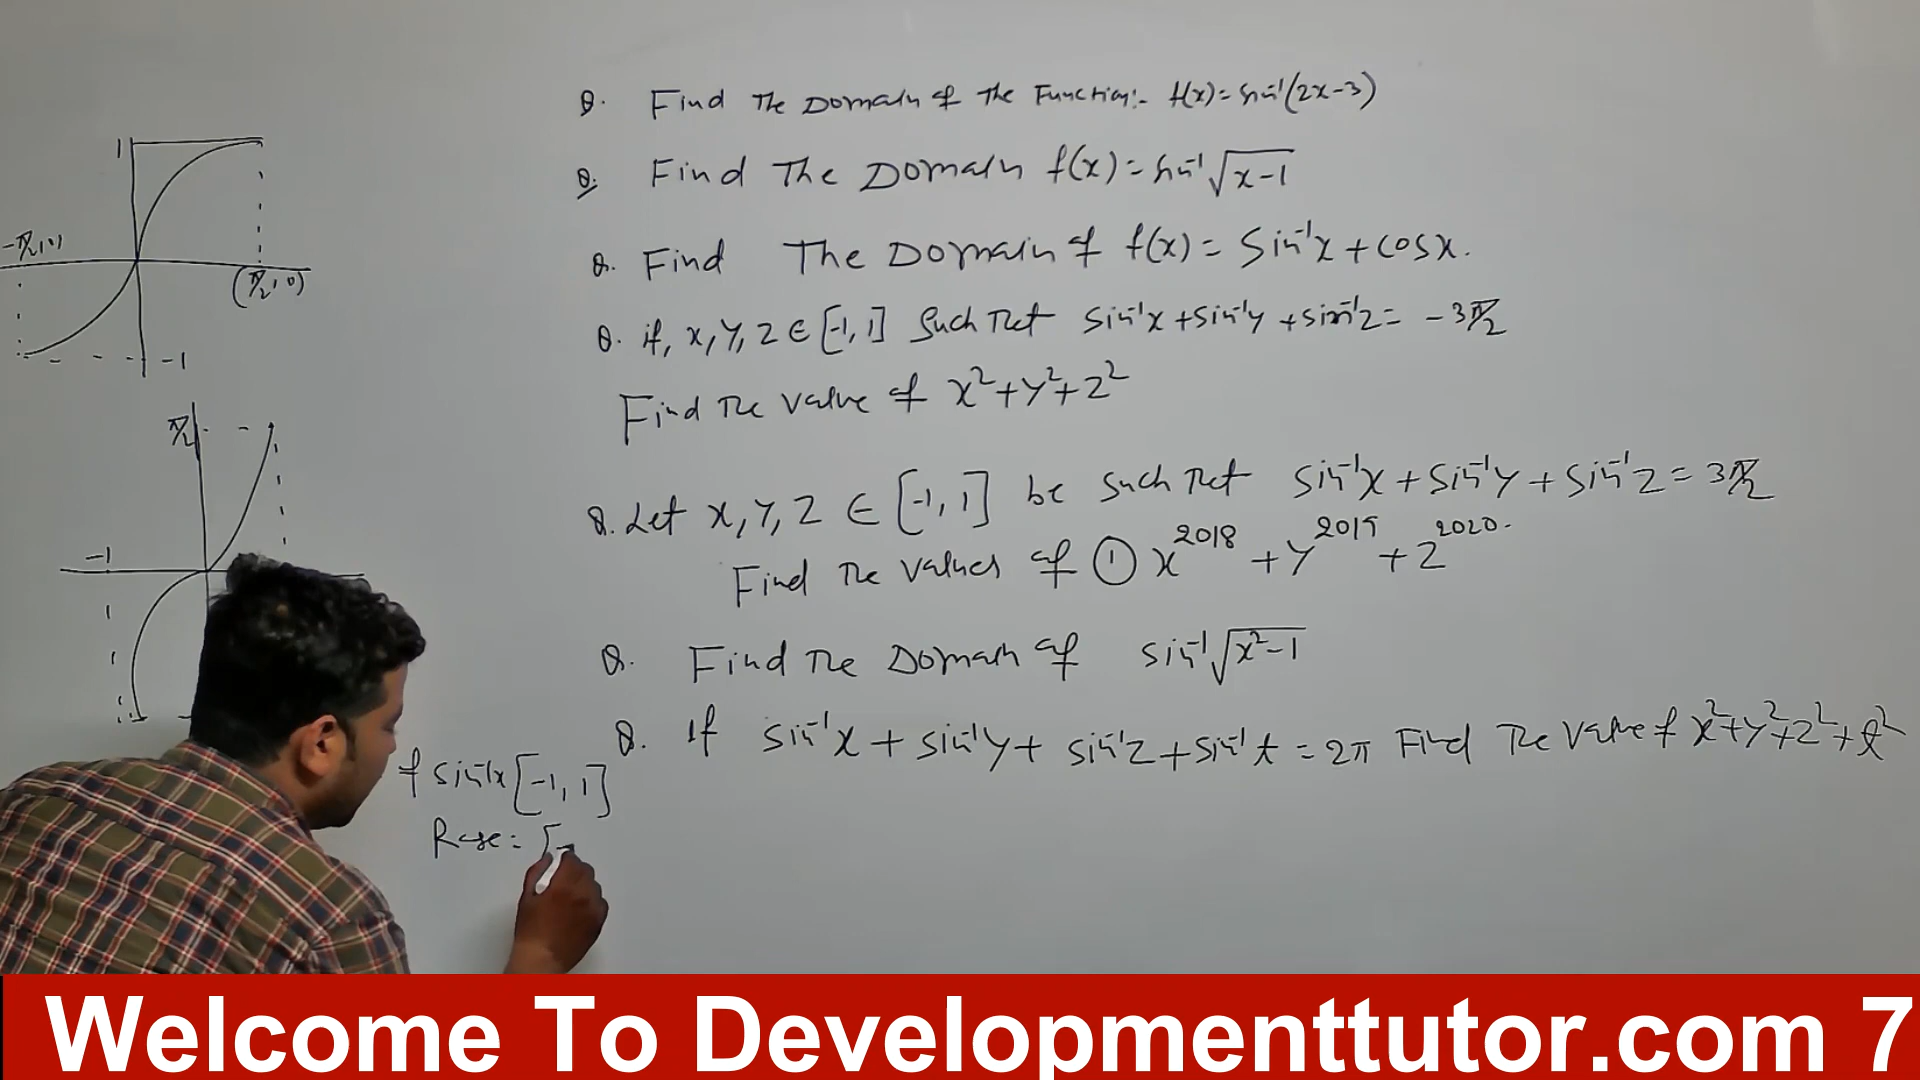 Q. Find The Domain of the Function:- f(x) = Sin⁻¹(2x-3)
Q. Find The Domain f(x) = Sin⁻¹√(x-1)
Q. Find The Domain of f(x) = Sin⁻¹x + cosx.
Q. if, x, y, z ∈ [-1, 1] Such That Sin⁻¹x + Sin⁻¹y + Sin⁻¹z = -3π/2
Find The value of x² + y² + z²
Q. Let x, y, z ∈ [-1, 1] be such That Sin⁻¹x + Sin⁻¹y + Sin⁻¹z = 3π/2
Find The values of ① x²⁰¹⁸ + y²⁰¹⁹ + z²⁰²⁰.
Q. Find The Domain of Sin⁻¹√(x²-1)
Q. If Sin⁻¹x + Sin⁻¹y + Sin⁻¹z + Sin⁻¹t = 2π Find The value of x² + y² + z² + t²
1
-π/2, 0)
(π/2, 0)
-1
π/2
-1
f Sin⁻¹x [-1, 1]
Rage = [-
Welcome To Developmenttutor.com 7